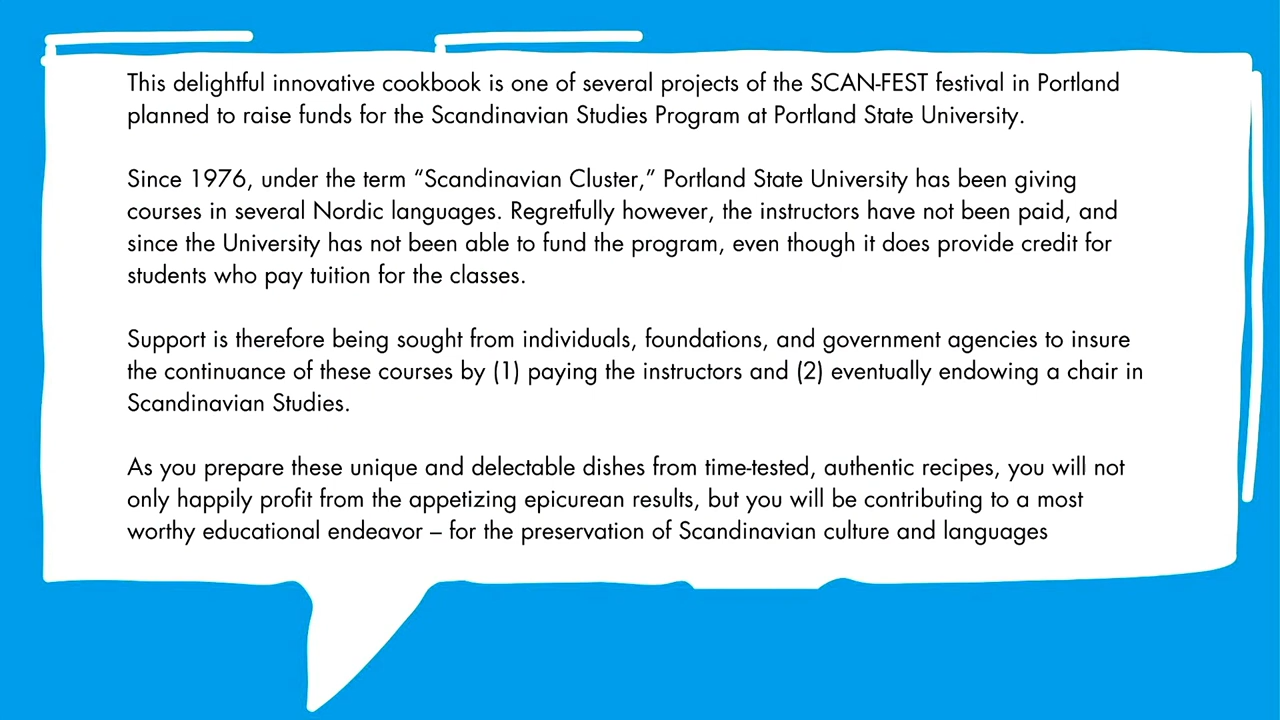 This delightful innovative cookbook is one of several projects of the SCAN-FEST festival in Portland
planned to raise funds for the Scandinavian Studies Program at Portland State University.
Since 1976, under the term “Scandinavian Cluster,” Portland State University has been giving
courses in several Nordic languages. Regretfully however, the instructors have not been paid, and
since the University has not been able to fund the program, even though it does provide credit for
students who pay tuition for the classes.
Support is therefore being sought from individuals, foundations, and government agencies to insure
the continuance of these courses by (1) paying the instructors and (2) eventually endowing a chair in
Scandinavian Studies.
As you prepare these unique and delectable dishes from time-tested, authentic recipes, you will not
only happily profit from the appetizing epicurean results, but you will be contributing to a most
worthy educational endeavor – for the preservation of Scandinavian culture and languages